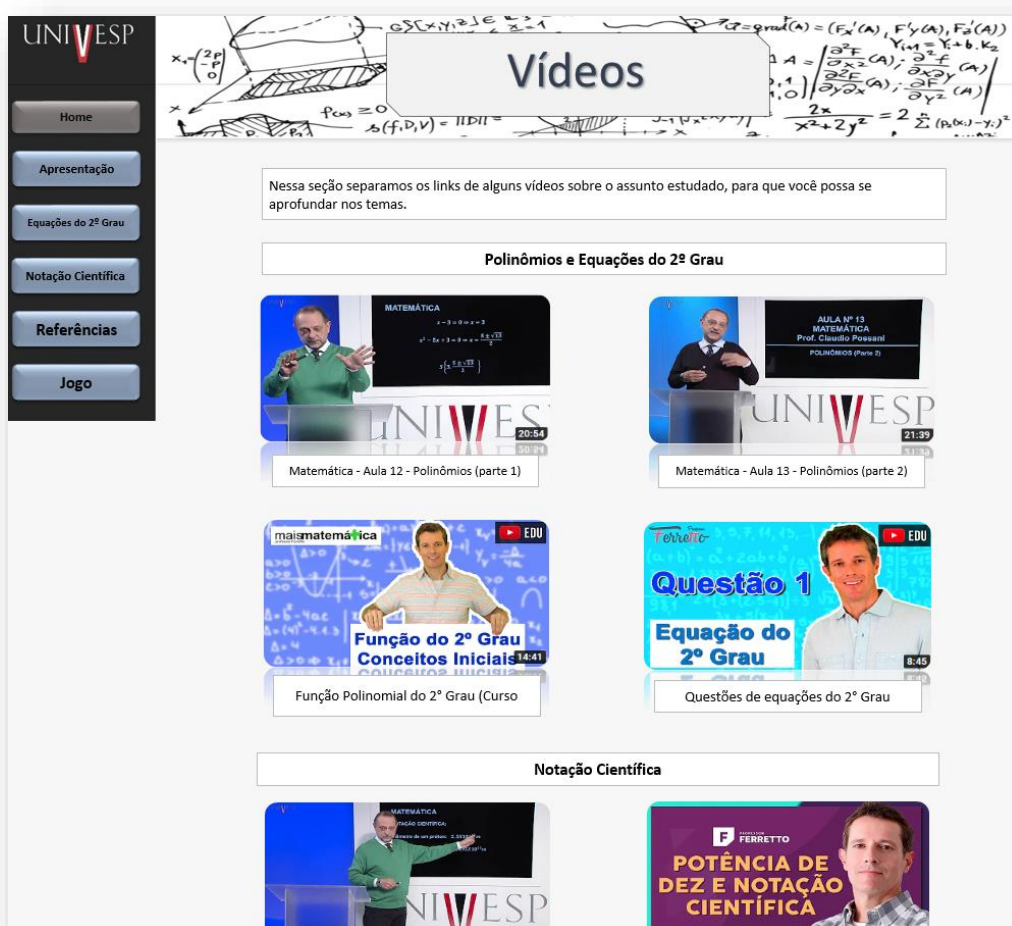 UNIVESP
Vídeos
Home
Apresentação
Equações do 2º Grau
Notação Científica
Referências
Jogo
Nessa seção separamos os links de alguns vídeos sobre o assunto estudado, para que você possa se
aprofundar nos temas.
Polinômios e Equações do 2º Grau
MATEMÁTICA
UNIVESP
20:54
Matemática - Aula 12 - Polinômios (parte 1)
AULA Nº 13
MATEMÁTICA
Prof. Claudio Possani
POLINÔMIOS (Parte 2)
UNIVESP
21:39
Matemática - Aula 13 - Polinômios (parte 2)
maismatemática
EDU
Função do 2º Grau
Conceitos Iniciais
14:41
Função Polinomial do 2° Grau (Curso
Ferretto
EDU
Questão 1
Equação do
2º Grau
8:45
Questões de equações do 2° Grau
Notação Científica
MATEMÁTICA
NIVESP
PROFESSOR
FERRETTO
POTÊNCIA DE
DEZ E NOTAÇÃO
CIENTÍFICA